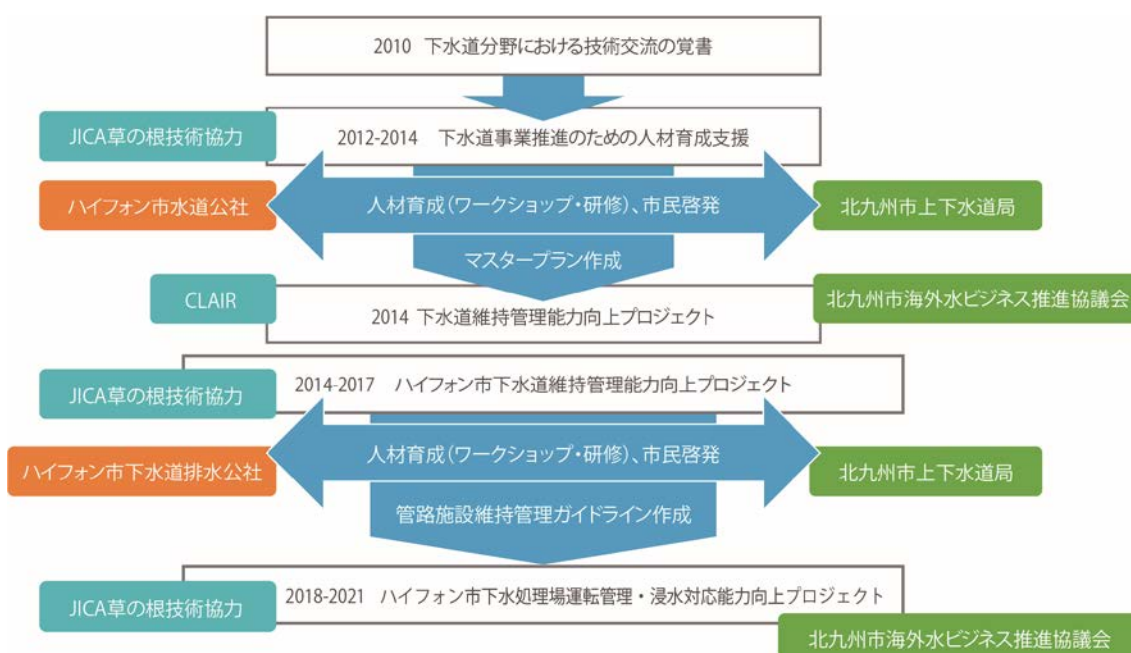 2010 下水道分野における技術交流の覚書
JICA草の根技術協力
2012-2014 下水道事業推進のための人材育成支援
ハイフォン市水道公社
人材育成（ワークショップ・研修）、市民啓発
北九州市上下水道局
マスタープラン作成
CLAIR
2014 下水道維持管理能力向上プロジェクト
北九州市海外水ビジネス推進協議会
JICA草の根技術協力
2014-2017 ハイフォン市下水道維持管理能力向上プロジェクト
ハイフォン市下水道排水公社
人材育成（ワークショップ・研修）、市民啓発
北九州市上下水道局
管路施設維持管理ガイドライン作成
JICA草の根技術協力
2018-2021 ハイフォン市下水処理場運転管理・浸水対応能力向上プロジェクト
北九州市海外水ビジネス推進協議会